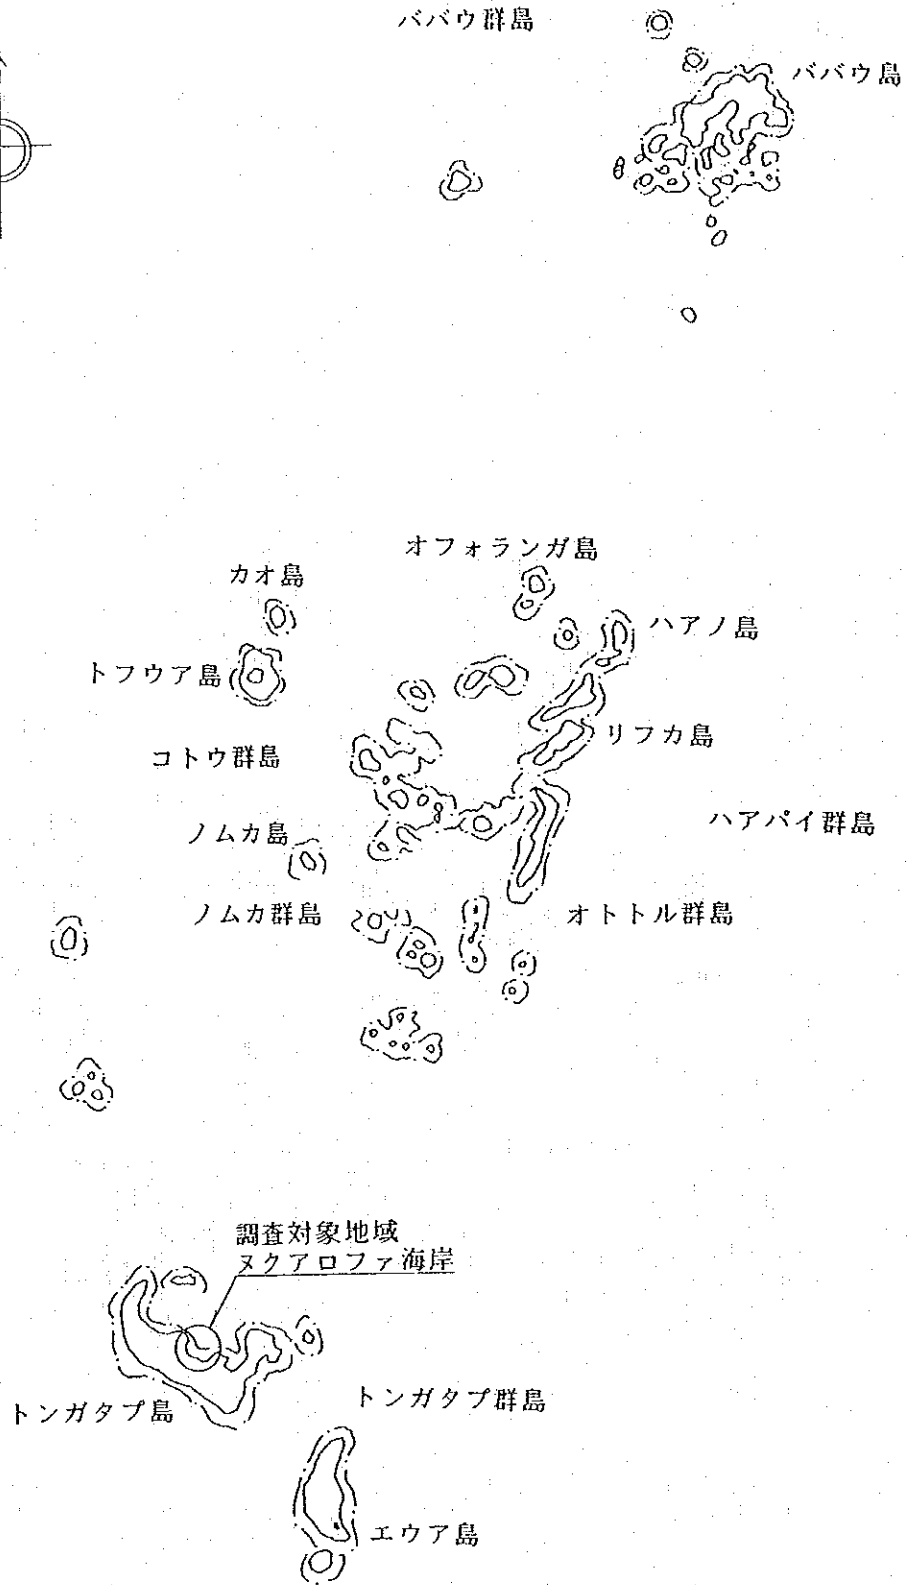 ババウ群島
ババウ島
オフォランガ島
カオ島
ハアノ島
トフウア島
リフカ島
コトウ群島
ハアパイ群島
ノムカ島
ノムカ群島
オトトル群島
調査対象地域
ヌクアロファ海岸
トンガタプ群島
トンガタプ島
エウア島